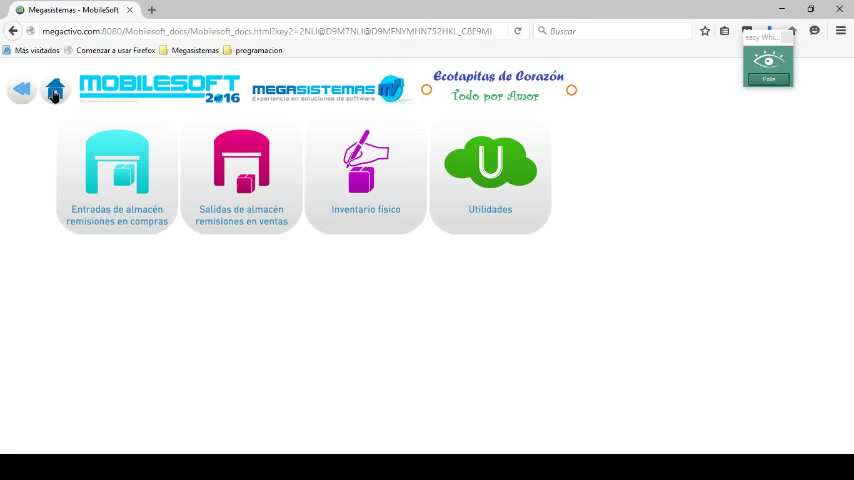 Megasistemas - MobileSoft
megactivo.com:8080/Mobilesoft_docs/Mobilesoft_docs.html?key2=2NLI@D9M7NLI@D9MFNYMHN752HKL_C8E9MI
Buscar
Más visitados
Comenzar a usar Firefox
Megasistemas
programacion
easy Whi...
Folie
MOBILESOFT
2016
MEGASISTEMAS
Experiencia en soluciones de software
Ecotapitas de Corazón
Todo por Amor
Entradas de almacén
remisiones en compras
Salidas de almacén
remisiones en ventas
Inventario físico
U
Utilidades